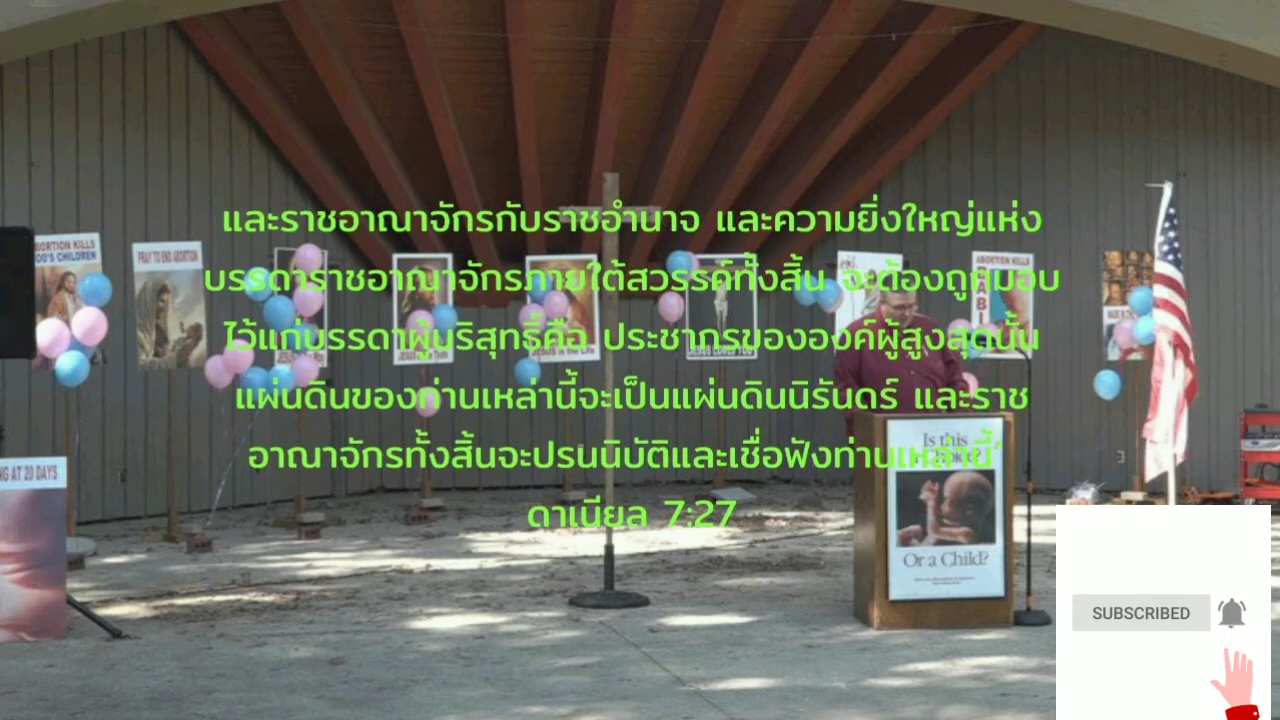 และราชอาณาจักรกับราชอำนาจ และความยิ่งใหญ่แห่ง
บรรดาราชอาณาจักรภายใต้สวรรค์ทั้งสิ้น จะต้องถูกมอบ
ไว้แก่บรรดาผู้บริสุทธิ์คือ ประชากรขององค์ผู้สูงสุดนั้น
แผ่นดินของท่านเหล่านี้จะเป็นแผ่นดินนิรันดร์ และราช
อาณาจักรทั้งสิ้นจะปรนนิบัติและเชื่อฟังท่านเหล่านี้’
ดาเนียล 7:27
ABORTION KILLS
GOD'S CHILDREN
PRAY TO END ABORTION
ABORTION KILLS
JESUS LOVES YOU
AT 20 DAYS
Is this
Or a Child?
SUBSCRIBED